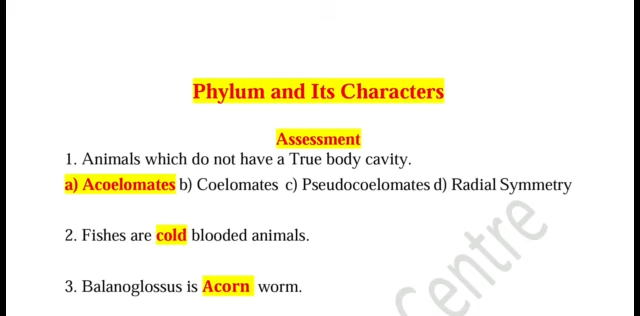 Phylum and Its Characters
Assessment
1. Animals which do not have a True body cavity.
a) Acoelomates b) Coelomates c) Pseudocoelomates d) Radial Symmetry
2. Fishes are cold blooded animals.
3. Balanoglossus is Acorn worm.
Centre